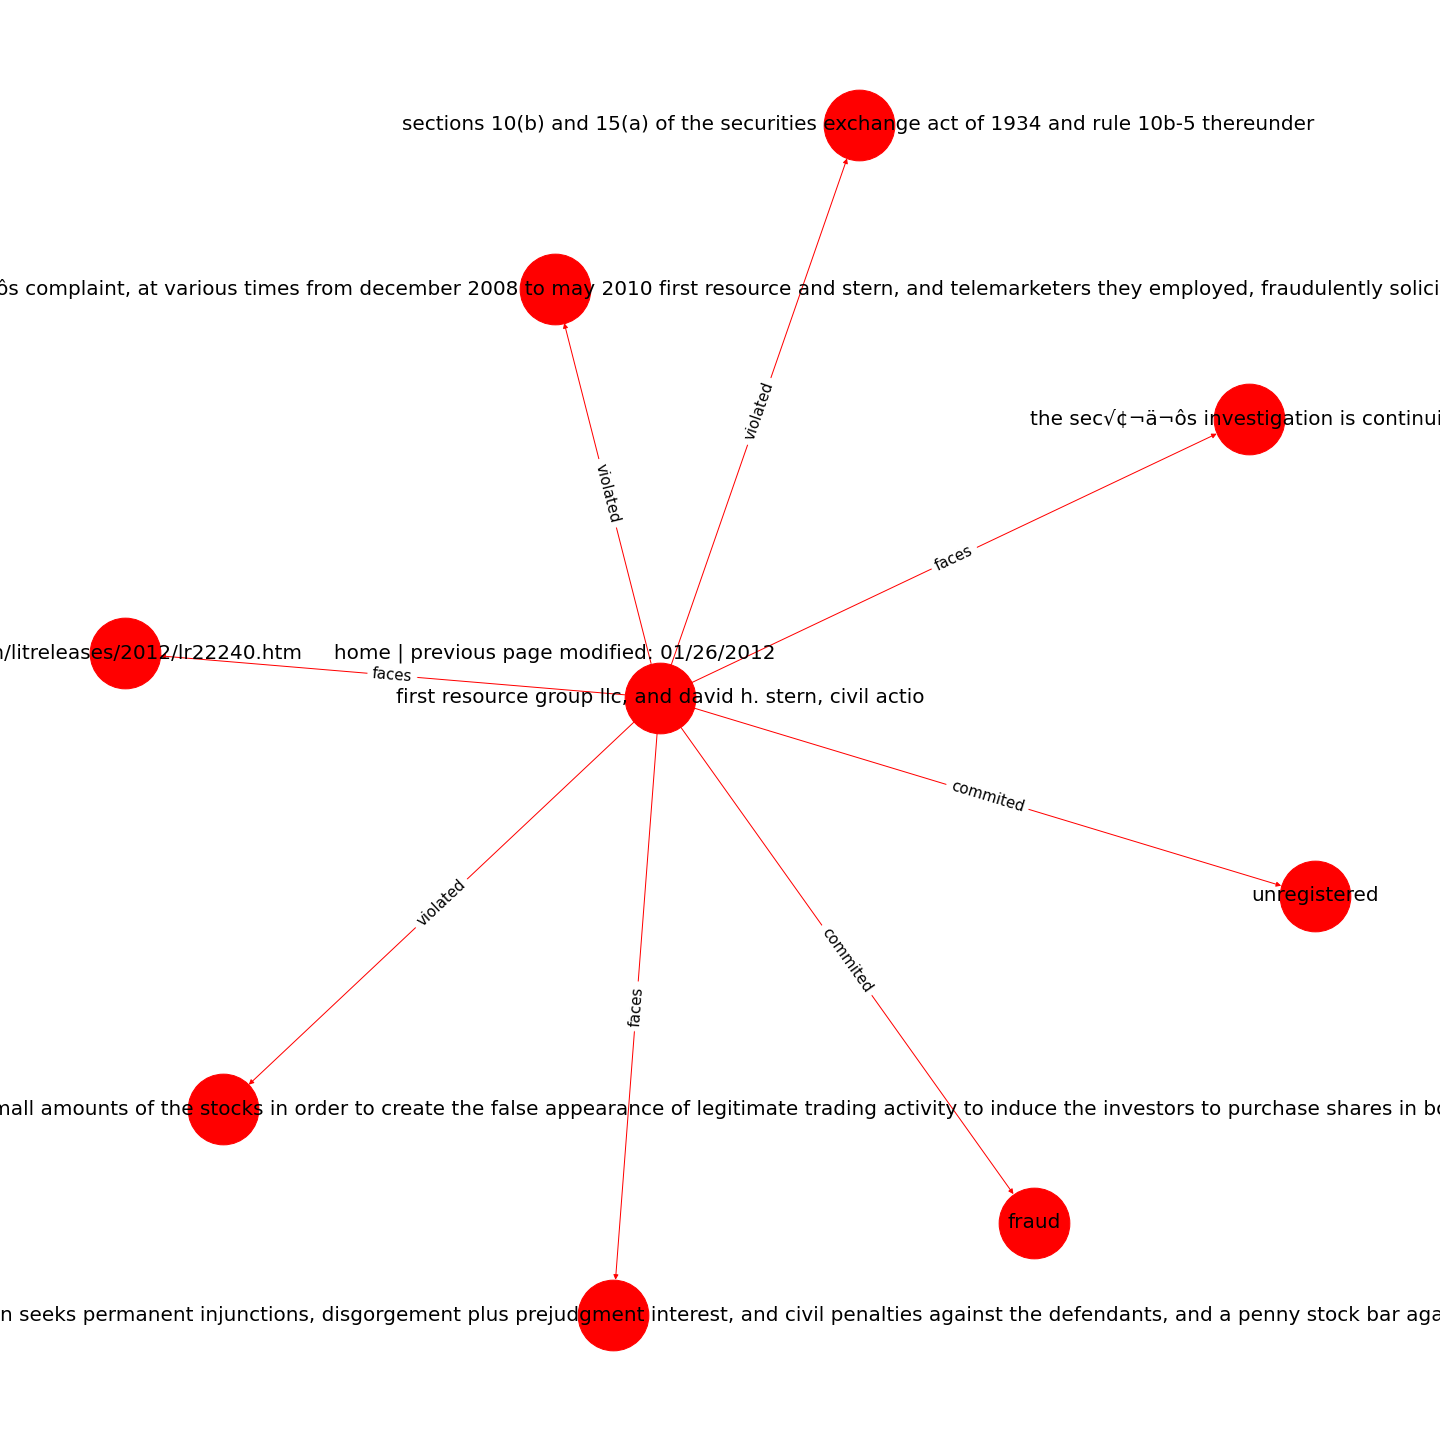 sections 10(b) and 15(a) of the securities exchange act of 1934 and rule 10b-5 thereunder
ôs complaint, at various times from december 2008 to may 2010 first resource and stern, and telemarketers they employed, fraudulently solici
violated
the sec√¢¬ä¬ôs investigation is continui
violated
faces
/litreleases/2012/lr22240.htm home | previous page modified: 01/26/2012
faces
first resource group llc, and david h. stern, civil actio
commited
unregistered
violated
commited
faces
mall amounts of the stocks in order to create the false appearance of legitimate trading activity to induce the investors to purchase shares in bo
fraud
n seeks permanent injunctions, disgorgement plus prejudgment interest, and civil penalties against the defendants, and a penny stock bar aga